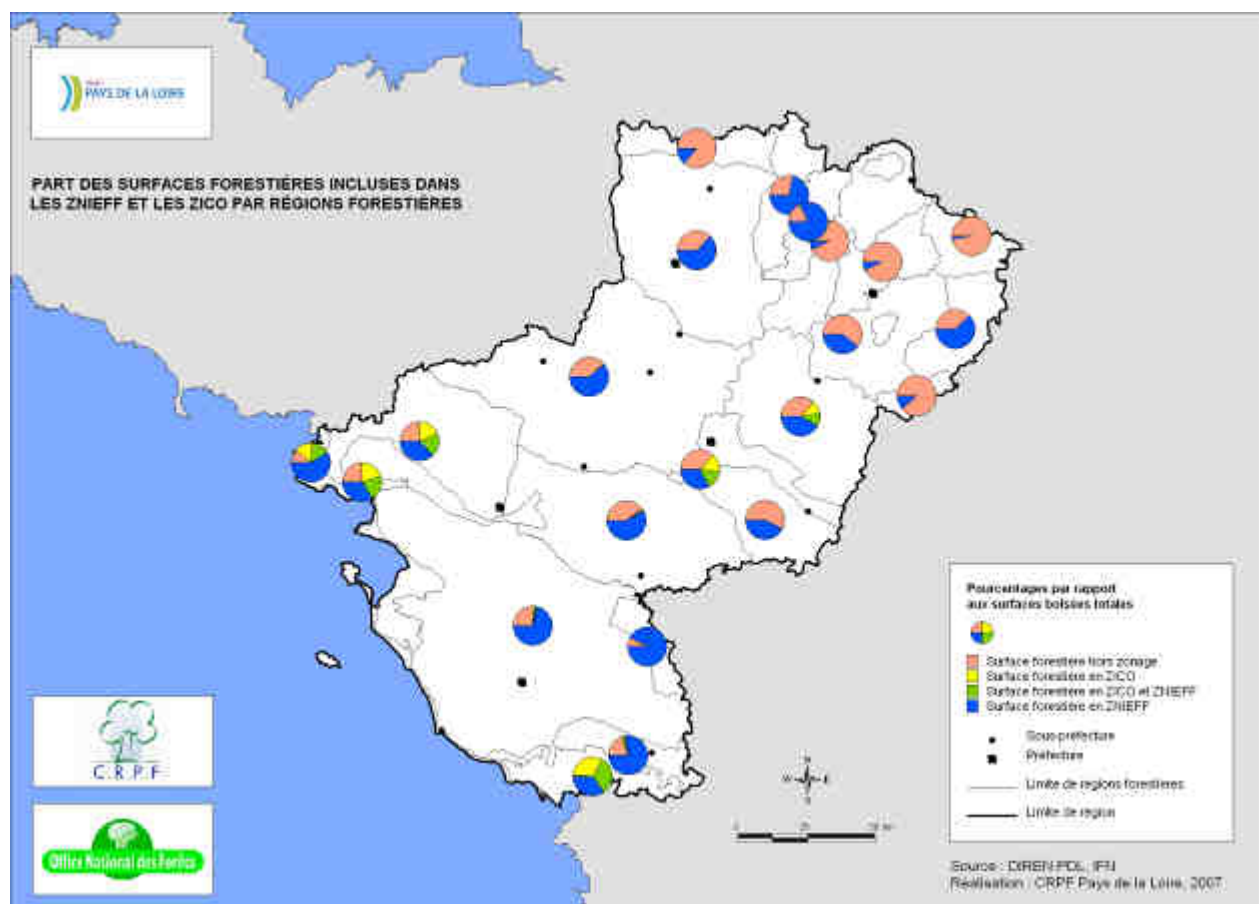 PAYS DE LA LOIRE
PART DES SURFACES FORESTIÈRES INCLUSES DANS
LES ZNIEFF ET LES ZICO PAR RÉGIONS FORESTIÈRES
Pourcentages par rapport
aux surfaces boisées totales
Surface forestière hors zonage
Surface forestière en ZICO
Surface forestière en ZICO et ZNIEFF
Surface forestière en ZNIEFF
Sous-préfecture
Préfecture
Limite de régions forestières
Limite de région
N
W E
S
0
C.R.P.F
Office National des Forêts
Source : DIREN-PDL, IFN
Réalisation : CRPF Pays de la Loire, 2007